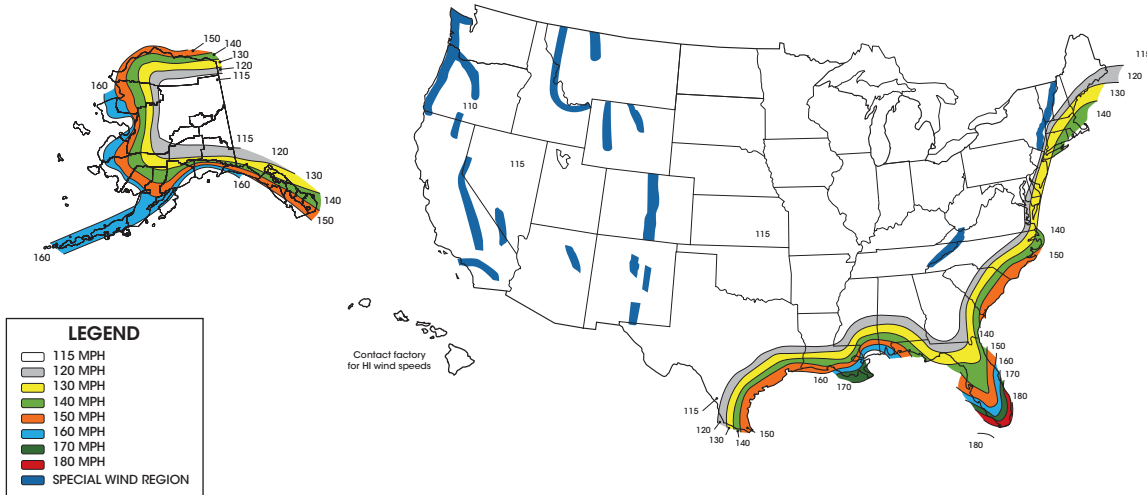 150
140
130
120
115
160
115
120
130
160
140
150
160
110
115
115
115
120
130
140
140
150
140
150
160
170
180
180
160
170
115
120
130
140
150
Contact factory
for HI wind speeds
LEGEND
115 MPH
120 MPH
130 MPH
140 MPH
150 MPH
160 MPH
170 MPH
180 MPH
SPECIAL WIND REGION